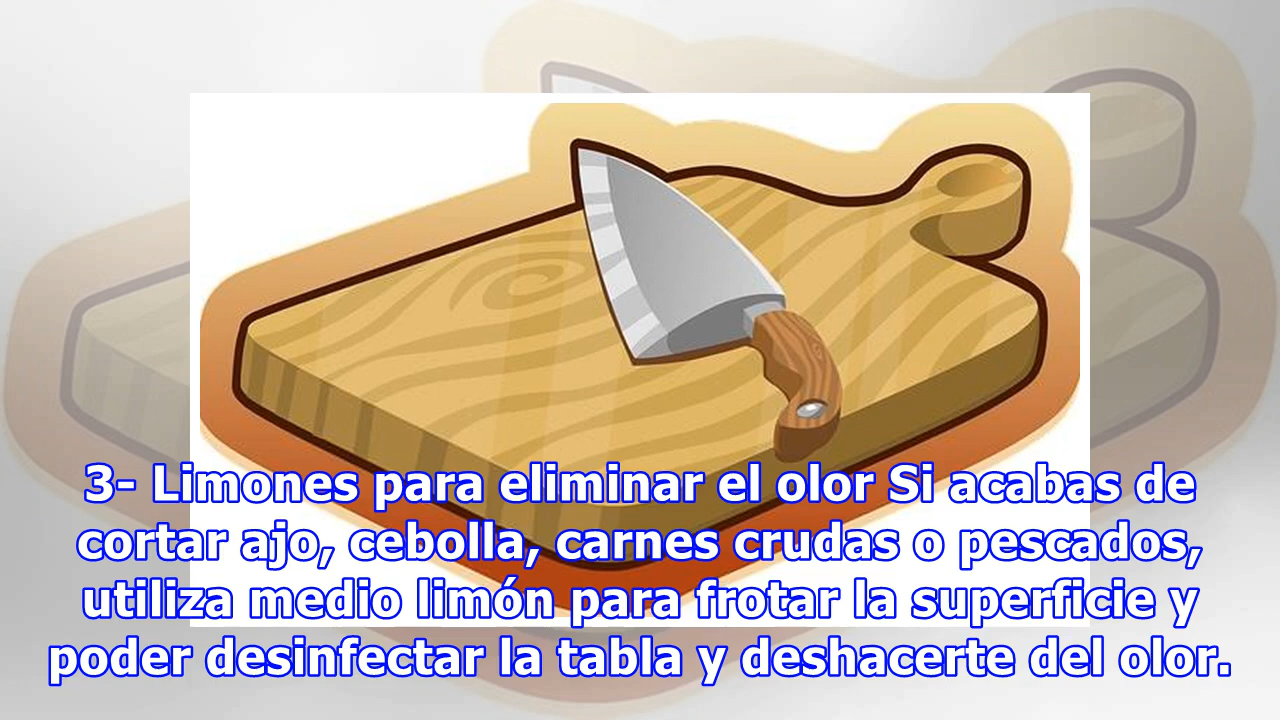 3- Limones para eliminar el olor Si acabas de
cortar ajo, cebolla, carnes crudas o pescados,
utiliza medio limón para frotar la superficie y
poder desinfectar la tabla y deshacerte del olor.